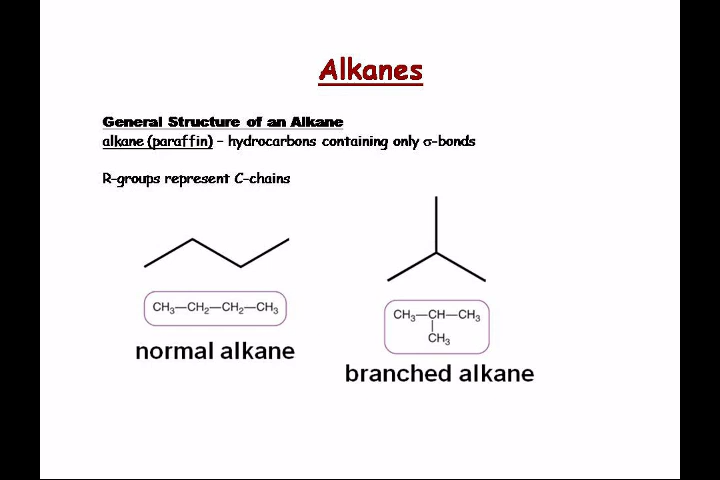 Alkanes
General Structure of an Alkane
alkane (paraffin) – hydrocarbons containing only σ-bonds
R-groups represent C-chains
CH₃—CH₂—CH₂—CH₃
normal alkane
CH₃—CH—CH₃
CH₃
branched alkane